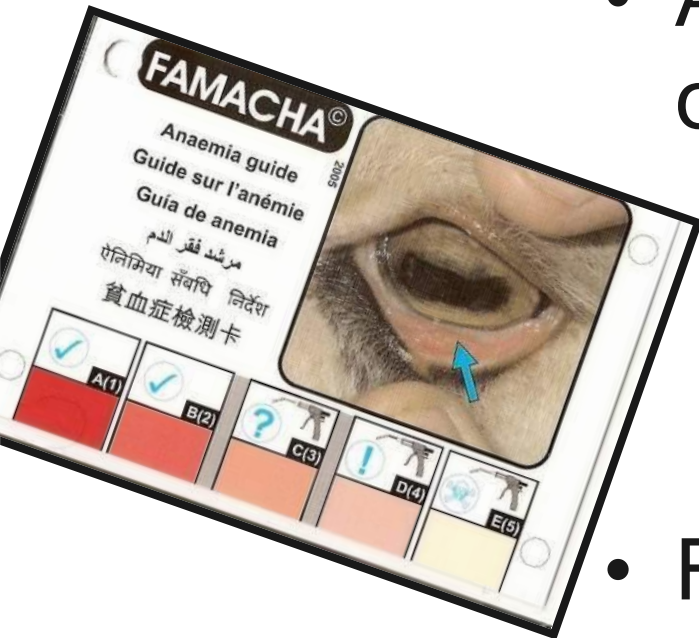 FAMACHA©
2005
Anaemia guide
Guide sur l'anémie
Guía de anemia
مرشد فقر الدم
ऐनिमिया सँबधि निर्देश
貧血症檢測卡
A(1)
B(2)
?
C(3)
!
D(4)
E(5)